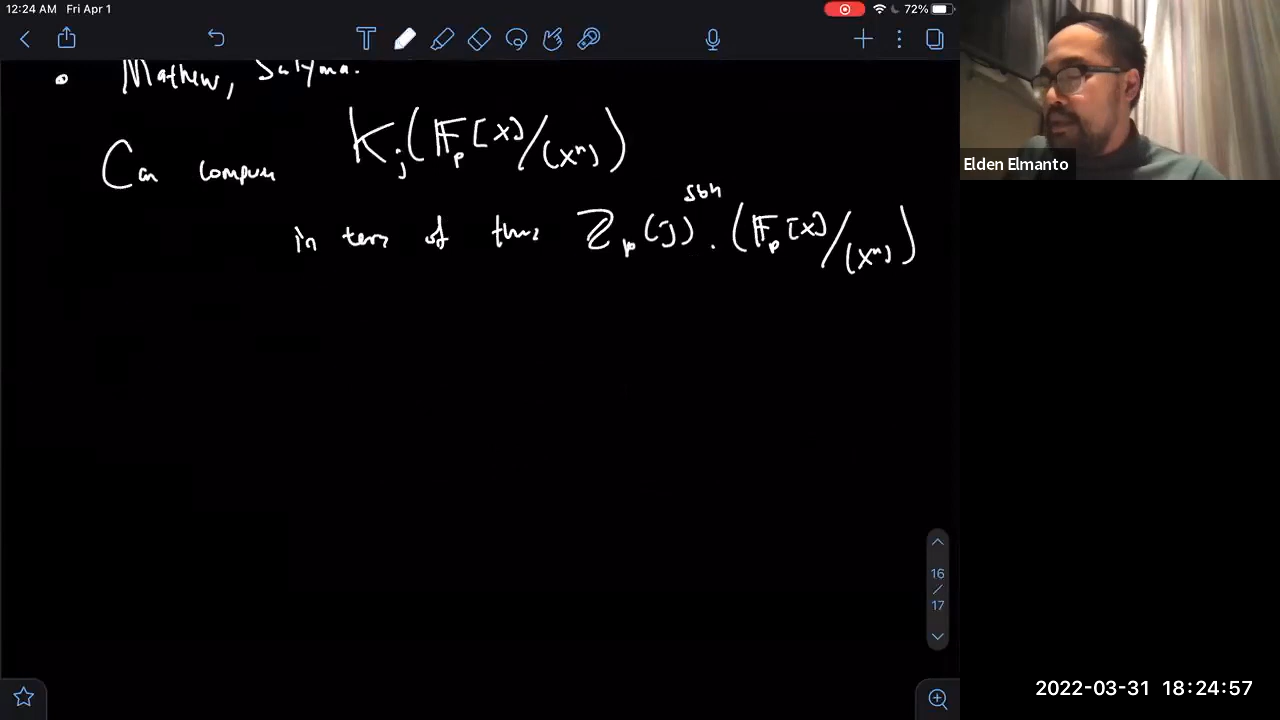 12:24 AM Fri Apr 1
72%
• Mathew, Sulyma.
Can compute K_j(𝔽_p[x]/(x^n))
in terms of these ℤ_p(j)^{syn}.(𝔽_p[x]/(x^n))
Elden Elmanto
16
/
17
2022-03-31 18:24:57